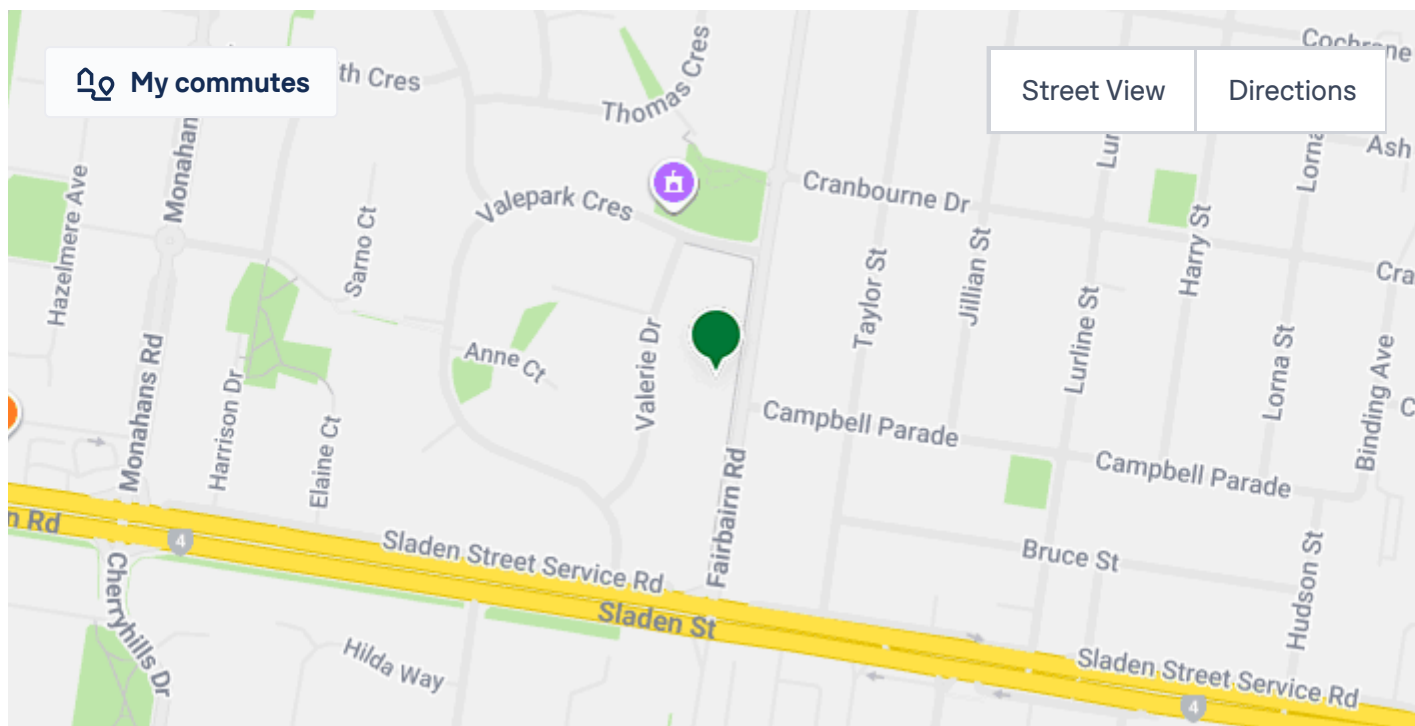 Cochrane
My commutes
th Cres
Thomas Cres
Street View
Directions
Monahan
Lur
Lorna
Ash
Hazelmere Ave
Valepark Cres
Cranbourne Dr
Sarno Ct
Taylor St
Jillian St
Harry St
Cra
Lurline St
Monahans Rd
Anne Ct
Valerie Dr
Lorna St
Binding Ave
Harrison Dr
Elaine Ct
Campbell Parade
C
Campbell Parade
Fairbairn Rd
n Rd
4
Sladen Street Service Rd
Bruce St
Hudson St
Cherryhills Dr
Sladen St
Hilda Way
Sladen Street Service Rd
4